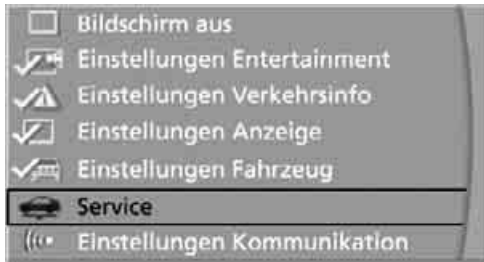 Bildschirm aus
Einstellungen Entertainment
Einstellungen Verkehrsinfo
Einstellungen Anzeige
Einstellungen Fahrzeug
Service
Einstellungen Kommunikation